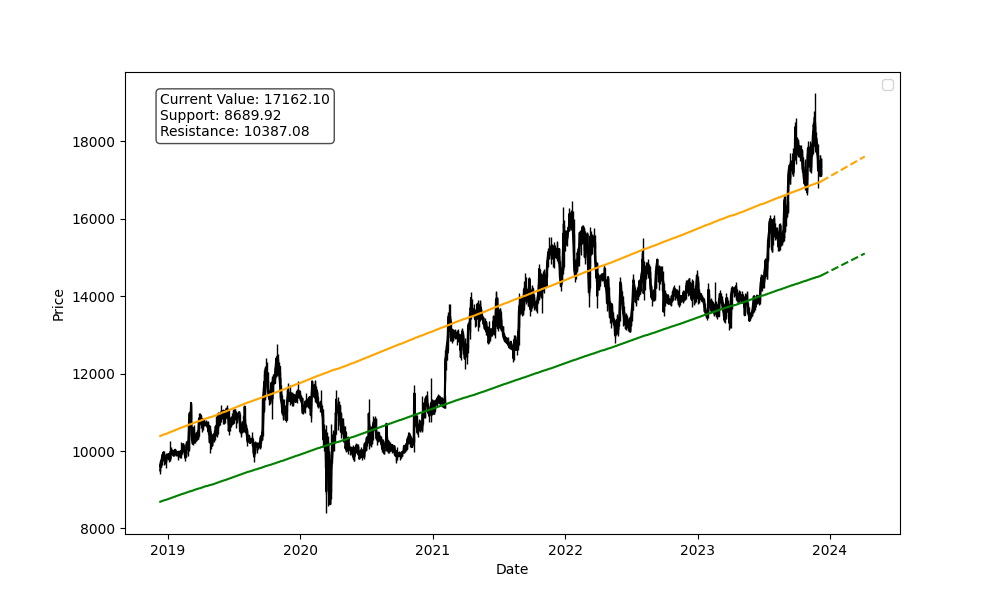 Current Value: 17162.10
Support: 8689.92
Resistance: 10387.08
Price
18000
16000
14000
12000
10000
8000
2019 2020 2021 2022 2023 2024
Date